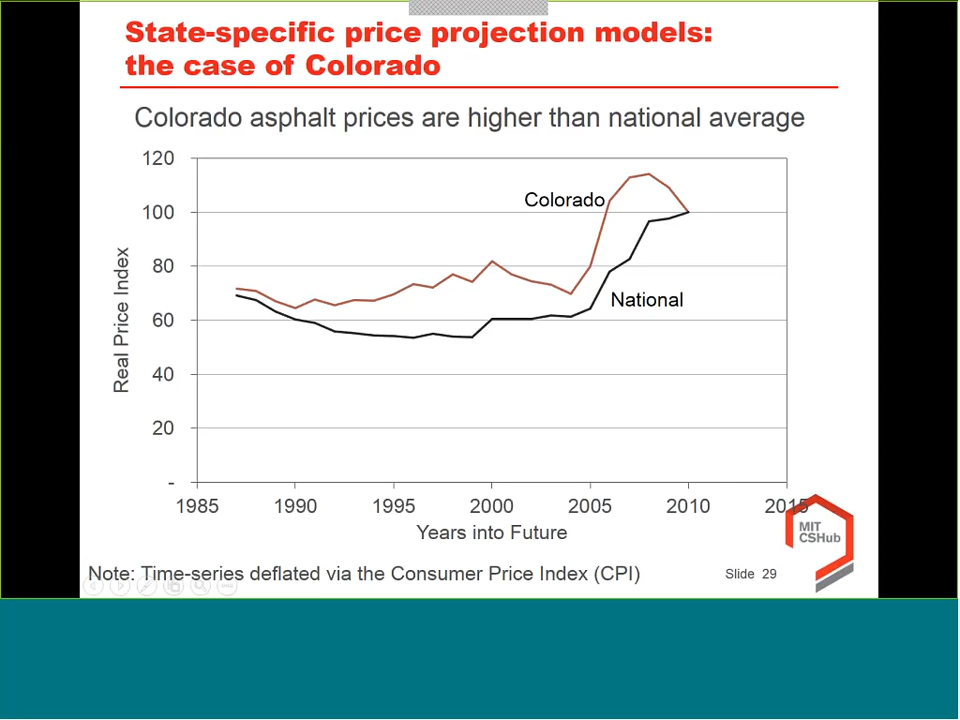 State-specific price projection models:
the case of Colorado
Colorado asphalt prices are higher than national average
120
100
80
60
40
20
-
Real Price Index
Colorado
National
1985 1990 1995 2000 2005 2010 2015
Years into Future
MIT
CSHub
Note: Time-series deflated via the Consumer Price Index (CPI)
Slide 29